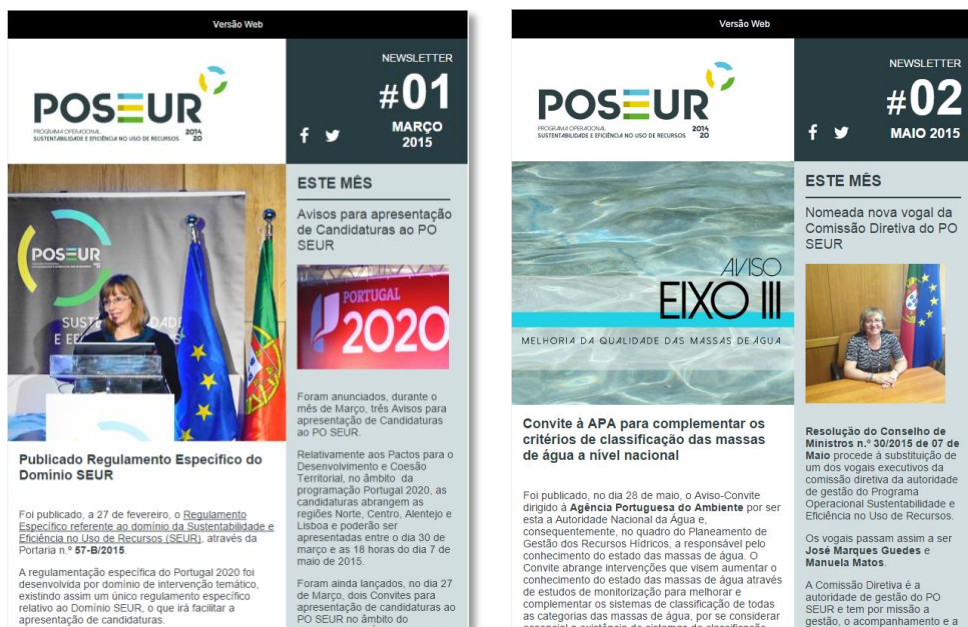 Versão Web
POSEUR
PROGRAMA OPERACIONAL
SUSTENTABILIDADE E EFICIÊNCIA NO USO DE RECURSOS
2014
20
NEWSLETTER
#01
MARÇO
2015
POSEUR
Publicado Regulamento Específico do
Domínio SEUR
Foi publicado, a 27 de fevereiro, o Regulamento
Específico referente ao domínio da Sustentabilidade e
Eficiência no Uso de Recursos (SEUR), através da
Portaria n.º 57-B/2015.
A regulamentação específica do Portugal 2020 foi
desenvolvida por domínio de intervenção temático,
existindo assim um único regulamento específico
relativo ao Domínio SEUR, o que irá facilitar a
apresentação de candidaturas.
ESTE MÊS
Avisos para apresentação
de Candidaturas ao PO
SEUR
PORTUGAL
2020
Foram anunciados, durante o
mês de Março, três Avisos para
apresentação de Candidaturas
ao PO SEUR.
Relativamente aos Pactos para o
Desenvolvimento e Coesão
Territorial, no âmbito da
programação Portugal 2020, as
candidaturas abrangem as
regiões Norte, Centro, Alentejo e
Lisboa e poderão ser
apresentadas entre o dia 30 de
março e as 18 horas do dia 7 de
maio de 2015.
Foram ainda lançados, no dia 27
de Março, dois Convites para
apresentação de candidaturas ao
PO SEUR no âmbito do
Versão Web
POSEUR
PROGRAMA OPERACIONAL
SUSTENTABILIDADE E EFICIÊNCIA NO USO DE RECURSOS
2014
20
NEWSLETTER
#02
MAIO 2015
AVISO
EIXO III
MELHORIA DA QUALIDADE DAS MASSAS DE ÁGUA
Convite à APA para complementar os
critérios de classificação das massas
de água a nível nacional
Foi publicado, no dia 28 de maio, o Aviso-Convite
dirigido à Agência Portuguesa do Ambiente por ser
esta a Autoridade Nacional da Água e,
consequentemente, no quadro do Planeamento de
Gestão dos Recursos Hídricos, a responsável pelo
conhecimento do estado das massas de água. O
Convite abrange intervenções que visem aumentar o
conhecimento do estado das massas de água através
de estudos de monitorização para melhorar e
complementar os sistemas de classificação de todas
as categorias das massas de água, por se considerar
ESTE MÊS
Nomeada nova vogal da
Comissão Diretiva do PO
SEUR
Resolução do Conselho de
Ministros n.º 30/2015 de 07 de
Maio procede à substituição de
um dos vogais executivos da
comissão diretiva da autoridade
de gestão do Programa
Operacional Sustentabilidade e
Eficiência no Uso de Recursos.
Os vogais passam assim a ser
José Marques Guedes e
Manuela Matos.
A Comissão Diretiva é a
autoridade de gestão do PO
SEUR e tem por missão a
gestão, o acompanhamento e a